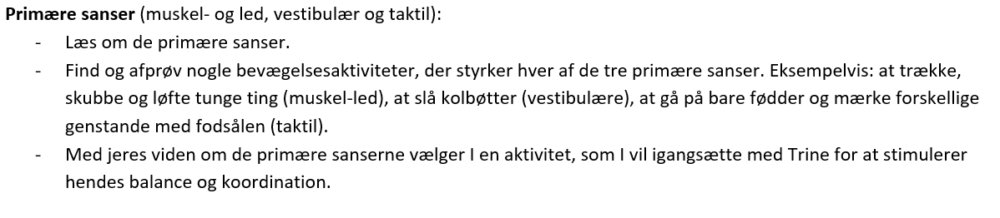 Primære sanser (muskel- og led, vestibulær og taktil):
- Læs om de primære sanser.
- Find og afprøv nogle bevægelsesaktiviteter, der styrker hver af de tre primære sanser. Eksempelvis: at trække,
skubbe og løfte tunge ting (muskel-led), at slå kolbøtter (vestibulære), at gå på bare fødder og mærke forskellige
genstande med fodsålen (taktil).
- Med jeres viden om de primære sanserne vælger I en aktivitet, som I vil igangsætte med Trine for at stimulerer
hendes balance og koordination.